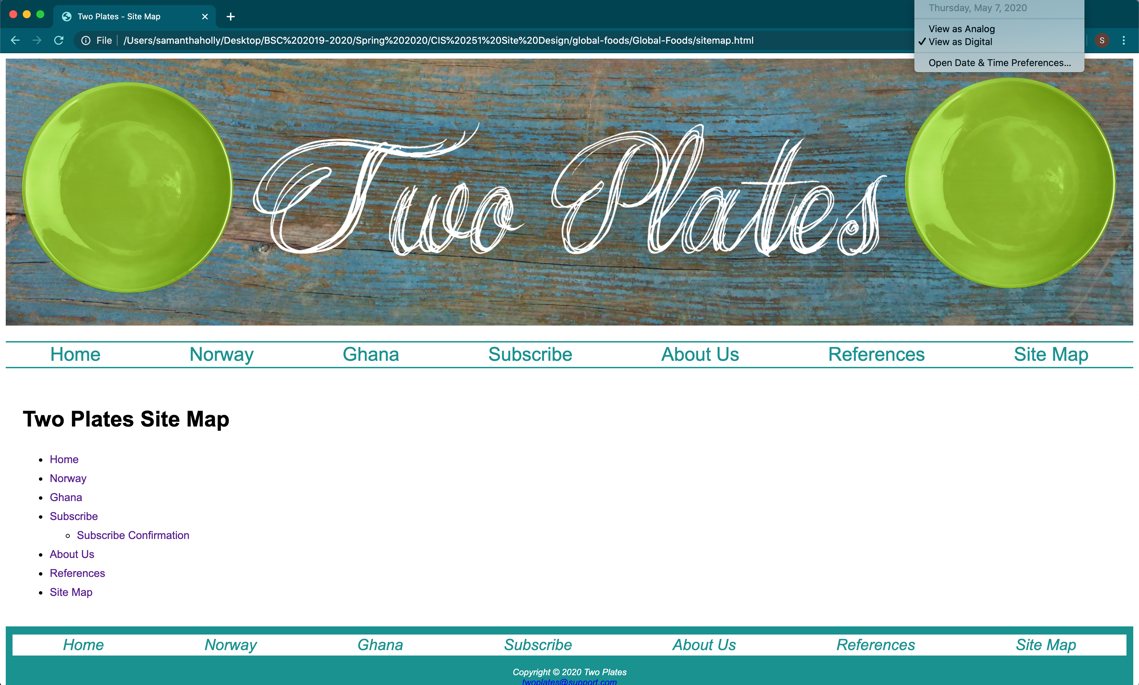 Two Plates - Site Map
Thursday, May 7, 2020
View as Analog
✓ View as Digital
Open Date & Time Preferences...
File | /Users/samanthaholly/Desktop/BSC%202019-2020/Spring%202020/CIS%20251%20Site%20Design/global-foods/Global-Foods/sitemap.html
S
Two Plates
Home Norway Ghana Subscribe About Us References Site Map
Two Plates Site Map
Home
Norway
Ghana
Subscribe
Subscribe Confirmation
About Us
References
Site Map
Home Norway Ghana Subscribe About Us References Site Map
Copyright © 2020 Two Plates
twoplates@support.com